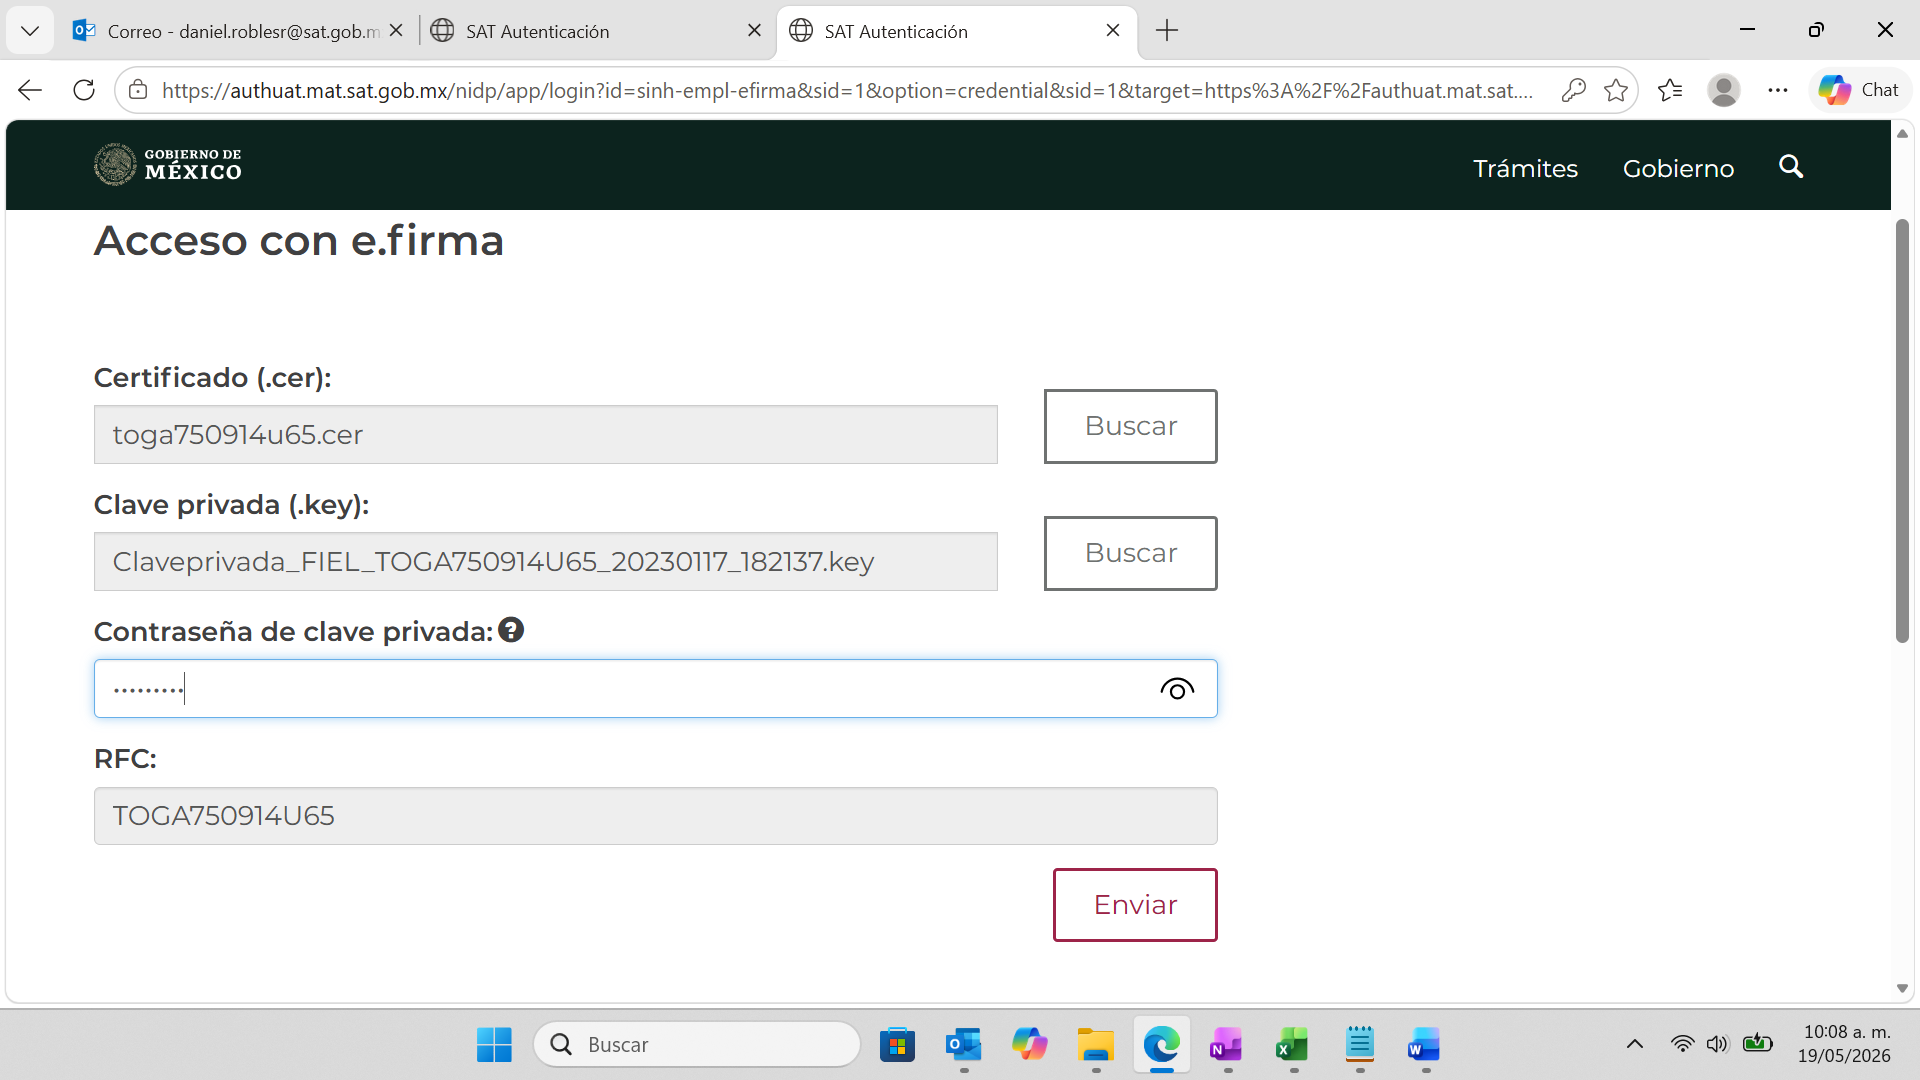 Correo - daniel.roblesr@sat.gob.m
SAT Autenticación
SAT Autenticación
https://authuat.mat.sat.gob.mx/nidp/app/login?id=sinh-empl-efirma&sid=1&option=credential&sid=1&target=https%3A%2F%2Fauthuat.mat.sat....
Chat
GOBIERNO DE
MÉXICO
Trámites
Gobierno
Acceso con e.firma
Certificado (.cer):
toga750914u65.cer
Buscar
Clave privada (.key):
Claveprivada_FIEL_TOGA750914U65_20230117_182137.key
Buscar
Contraseña de clave privada:
RFC:
TOGA750914U65
Enviar
Buscar
10:08 a. m.
19/05/2026